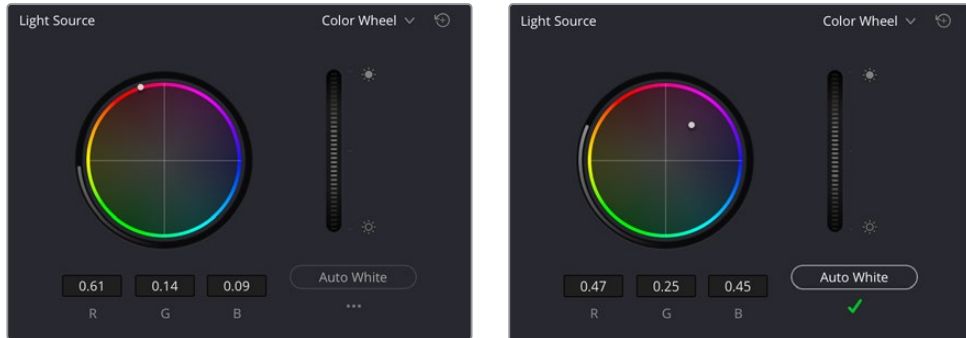 Light Source Color Wheel
0.61 0.14 0.09 Auto White
R G B
Light Source Color Wheel
0.47 0.25 0.45 Auto White
R G B